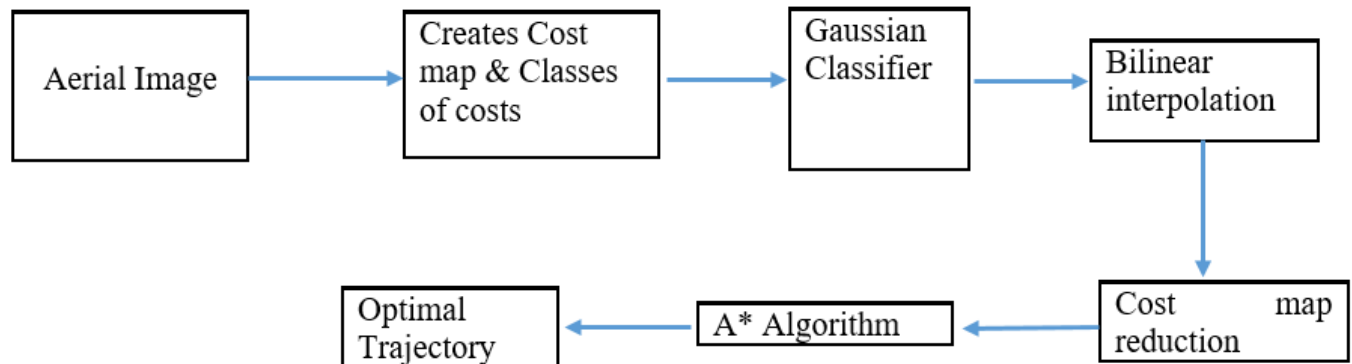 Aerial Image
Creates Cost
map & Classes
of costs
Gaussian
Classifier
Bilinear
interpolation
Cost map
reduction
A* Algorithm
Optimal
Trajectory